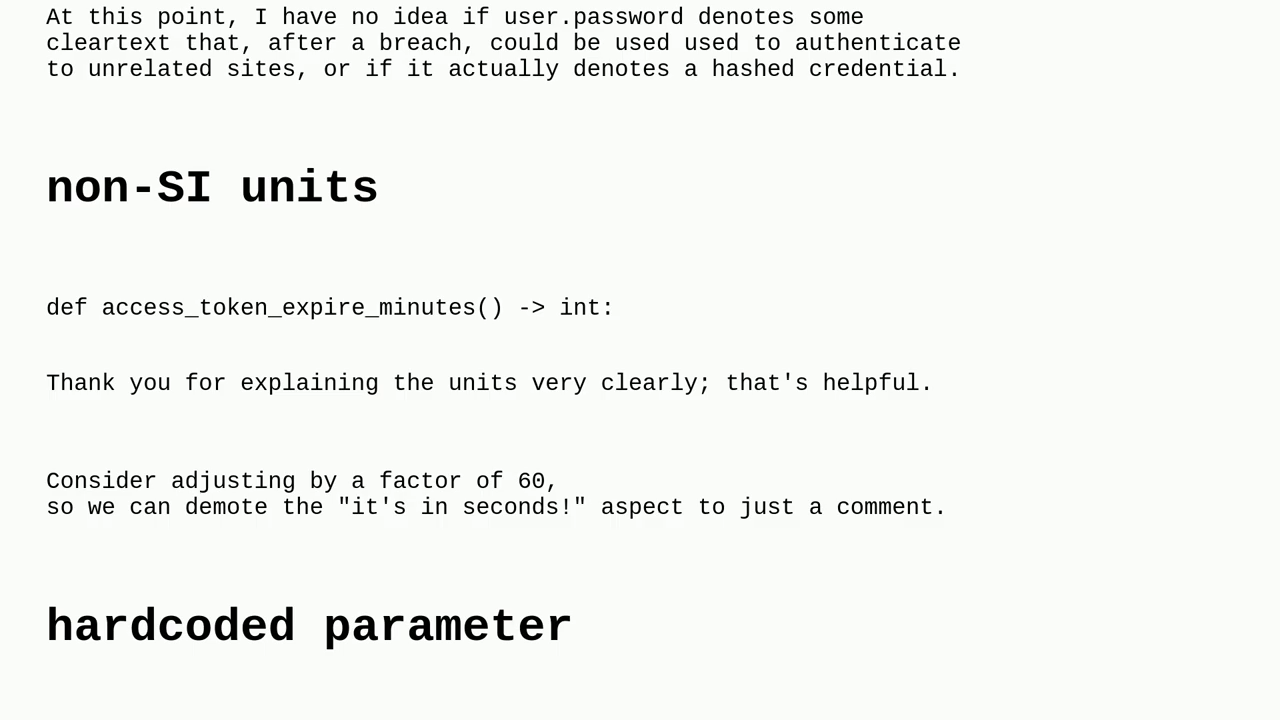 At this point, I have no idea if user.password denotes some
cleartext that, after a breach, could be used used to authenticate
to unrelated sites, or if it actually denotes a hashed credential.
non-SI units
def access_token_expire_minutes() -> int:
Thank you for explaining the units very clearly; that's helpful.
Consider adjusting by a factor of 60,
so we can demote the "it's in seconds!" aspect to just a comment.
hardcoded parameter